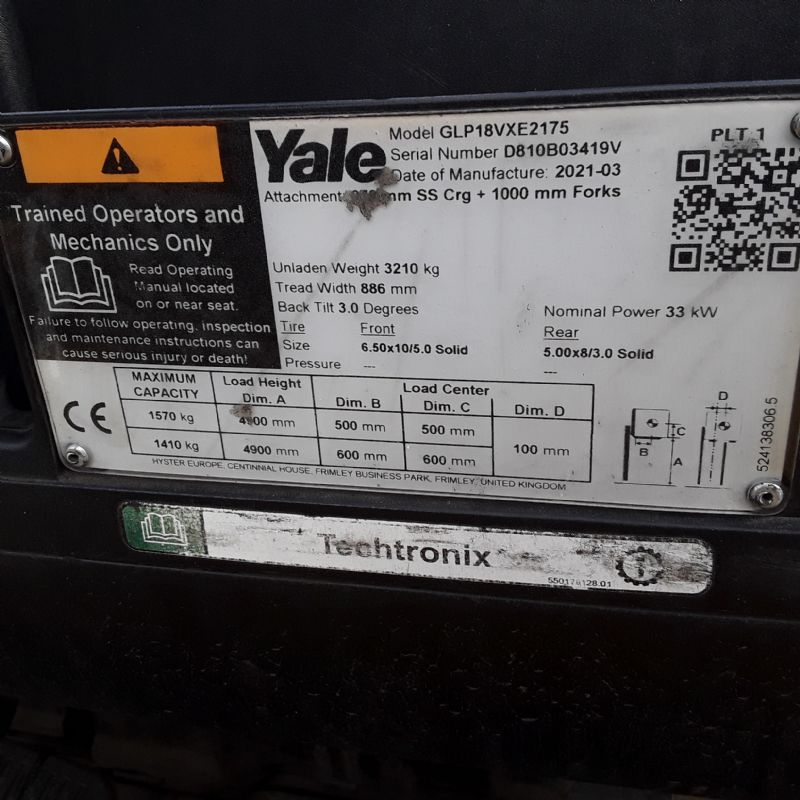 Trained Operators and
Mechanics Only
Read Operating
Manual located
on or near seat.
Failure to follow operating, inspection
and maintenance instructions can
cause serious injury or death!
Yale
Model GLP18VXE2175
Serial Number D810B03419V
Date of Manufacture: 2021-03
Attachment: mm SS Crg + 1000 mm Forks
PLT 1
Unladen Weight 3210 kg
Tread Width 886 mm
Back Tilt 3.0 Degrees
Nominal Power 33 kW
Tire Front Rear
Size 6.50x10/5.0 Solid 5.00x8/3.0 Solid
Pressure --- ---
CE
MAXIMUM CAPACITY Load Height Dim. A Load Center
Dim. B Dim. C Dim. D
1570 kg 4900 mm 500 mm 500 mm 100 mm
1410 kg 4900 mm 600 mm 600 mm
B C A D
524138306.5
HYSTER EUROPE, CENTINNIAL HOUSE, FRIMLEY BUSINESS PARK, FRIMLEY, UNITED KINGDOM
Techtronix